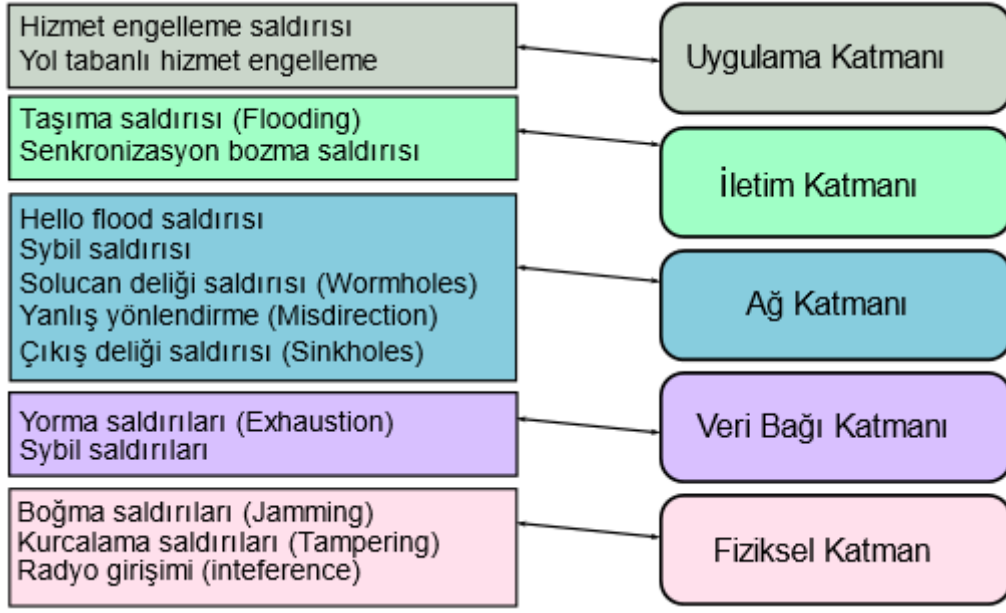 Hizmet engelleme saldırısı
Yol tabanlı hizmet engelleme
Uygulama Katmanı
Taşıma saldırısı (Flooding)
Senkronizasyon bozma saldırısı
İletim Katmanı
Hello flood saldırısı
Sybil saldırısı
Solucan deliği saldırısı (Wormholes)
Yanlış yönlendirme (Misdirection)
Çıkış deliği saldırısı (Sinkholes)
Ağ Katmanı
Yorma saldırıları (Exhaustion)
Sybil saldırıları
Veri Bağı Katmanı
Boğma saldırıları (Jamming)
Kurcalama saldırıları (Tampering)
Radyo girişimi (inteference)
Fiziksel Katman